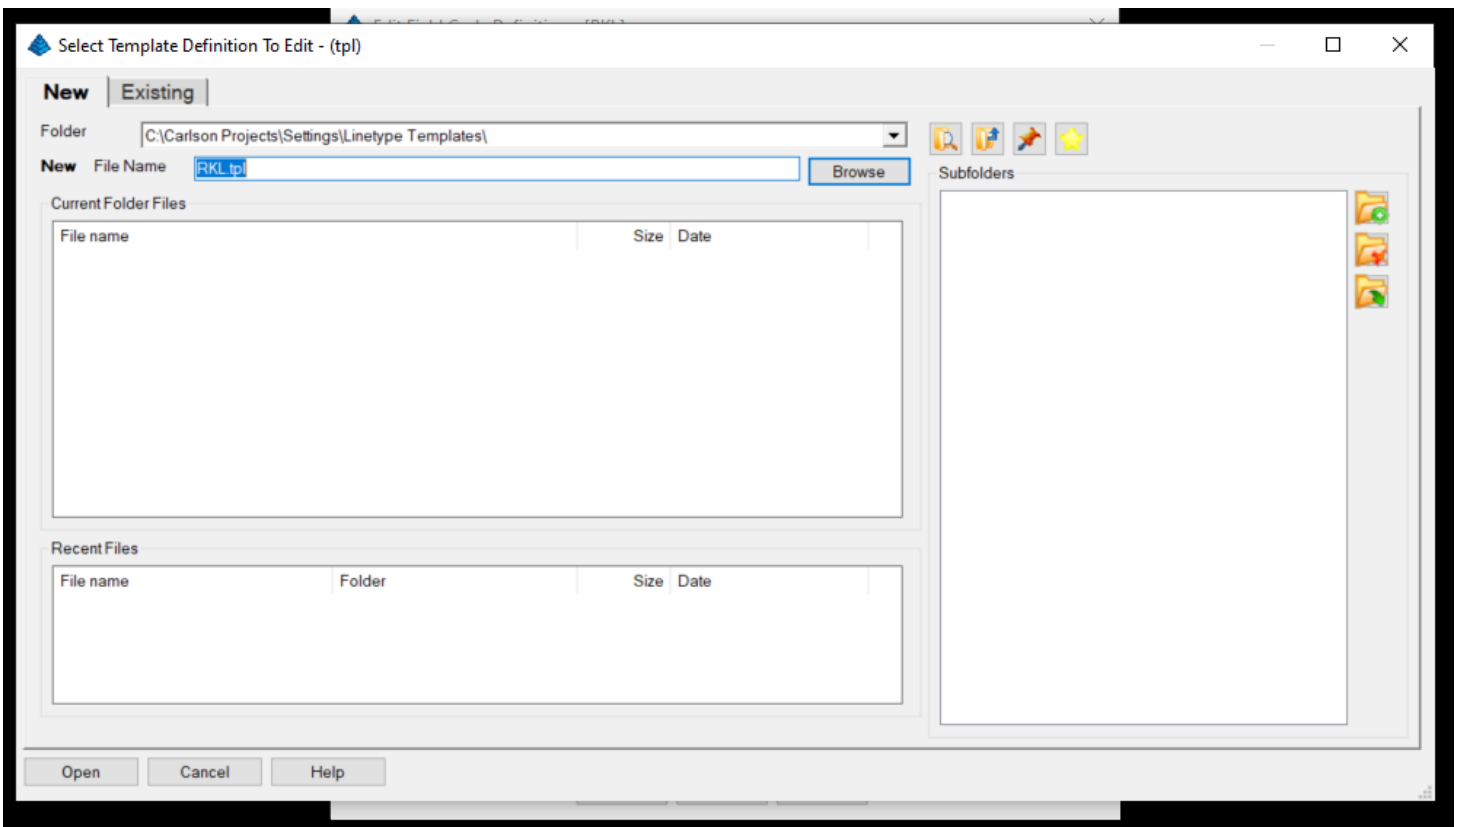 Select Template Definition To Edit - (tpl)
New Existing
Folder C:\Carlson Projects\Settings\Linetype Templates\
New File Name RKL.tpl Browse
Subfolders
Current Folder Files
File name Size Date
Recent Files
File name Folder Size Date
Open Cancel Help